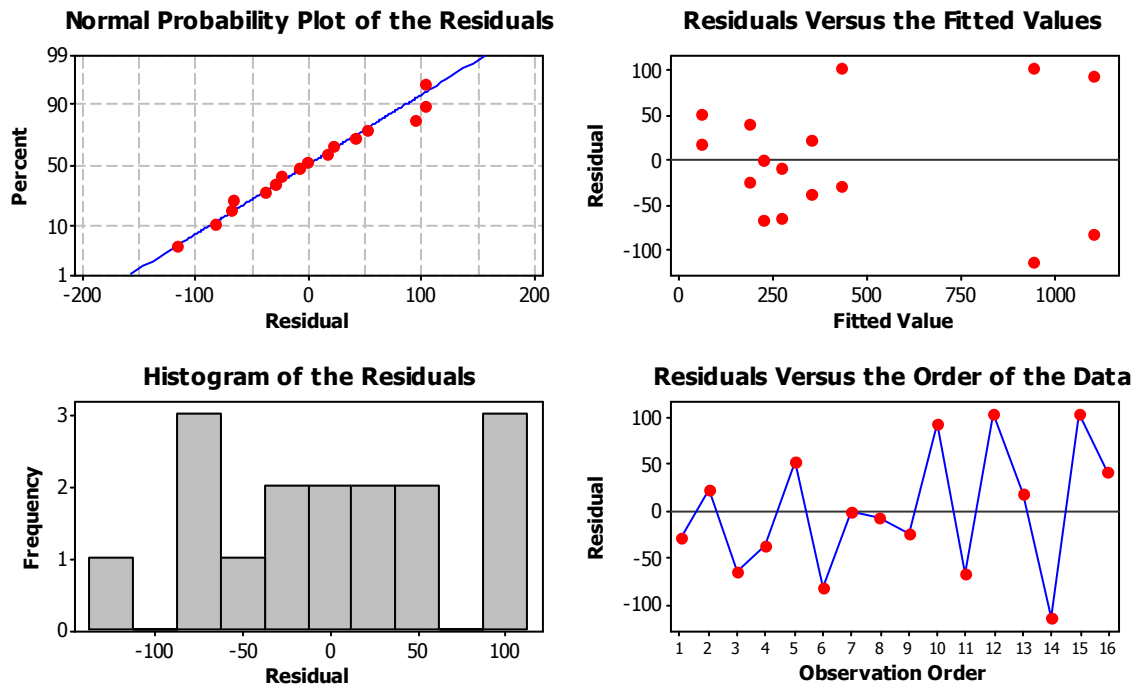 Normal Probability Plot of the Residuals
99
90
50
10
1
Percent
-200 -100 0 100 200
Residual
Residuals Versus the Fitted Values
100
50
0
-50
-100
Residual
0 250 500 750 1000
Fitted Value
Histogram of the Residuals
3
2
1
0
Frequency
-100 -50 0 50 100
Residual
Residuals Versus the Order of the Data
100
50
0
-50
-100
Residual
1 2 3 4 5 6 7 8 9 10 11 12 13 14 15 16
Observation Order